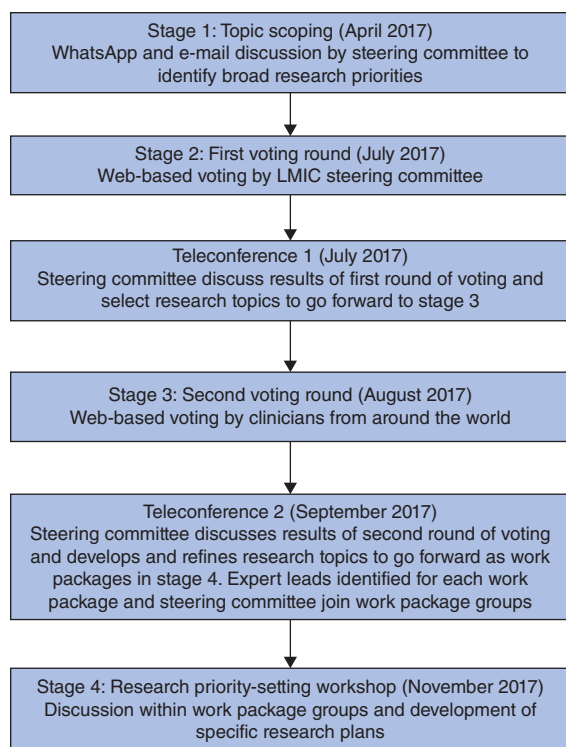 Stage 1: Topic scoping (April 2017)
WhatsApp and e-mail discussion by steering committee to
identify broad research priorities
Stage 2: First voting round (July 2017)
Web-based voting by LMIC steering committee
Teleconference 1 (July 2017)
Steering committee discuss results of first round of voting and
select research topics to go forward to stage 3
Stage 3: Second voting round (August 2017)
Web-based voting by clinicians from around the world
Teleconference 2 (September 2017)
Steering committee discusses results of second round of voting
and develops and refines research topics to go forward as work
packages in stage 4. Expert leads identified for each work
package and steering committee join work package groups
Stage 4: Research priority-setting workshop (November 2017)
Discussion within work package groups and development of
specific research plans